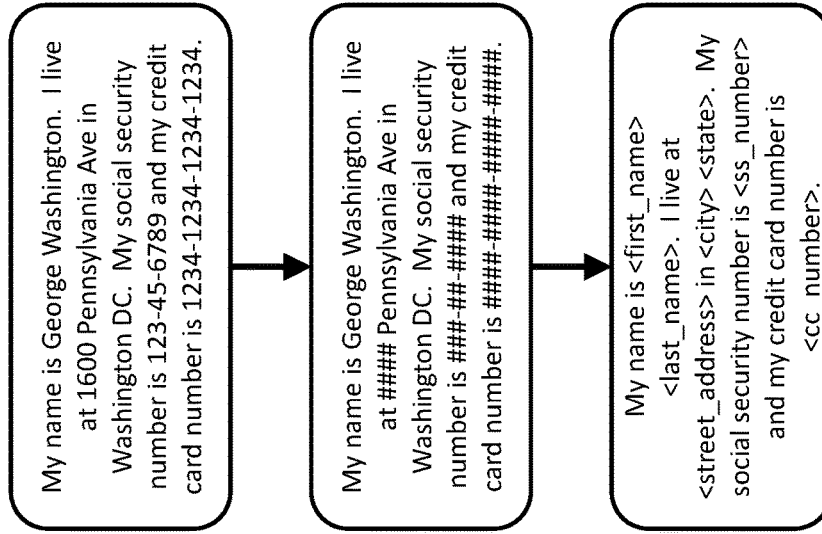 My name is George Washington.  I live
at 1600 Pennsylvania Ave in
Washington DC.  My social security
number is 123-45-6789 and my credit
card number is 1234-1234-1234-1234.
My name is George Washington.  I live
at #### Pennsylvania Ave in
Washington DC.  My social security
number is ###-##-#### and my credit
card number is ####-####-####-####.
My name is <first_name>
<last_name>.  I live at
<street_address> in <city> <state>.  My
social security number is <ss_number>
and my credit card number is
<cc_number>.